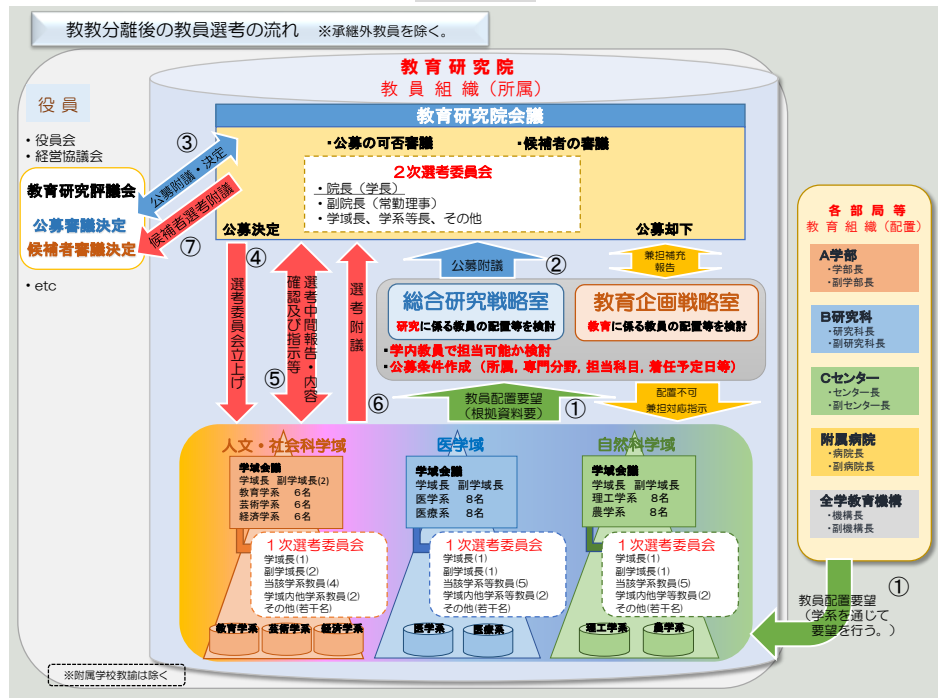 教教分離後の教員選考の流れ ※承継外教員を除く。
教育研究院
教員組織(所属)
役員
・役員会
・経営協議会
教育研究評議会
公募審議決定
候補者審議決定
・etc
③
公募附議・決定
候補者選考附議
⑦
教育研究院会議
・公募の可否審議
・候補者の審議
2次選考委員会
・院長(学長)
・副院長(常勤理事)
・学域長、学系等長、その他
公募決定
公募却下
④
選考委員会立上げ
⑤
選考中間報告・内容
確認及び指示等
選考附議
⑥
公募附議
②
兼担補充
報告
総合研究戦略室
研究に係る教員の配置等を検討
教育企画戦略室
教育に係る教員の配置等を検討
・学内教員で担当可能か検討
・公募条件作成(所属,専門分野,担当科目,着任予定日等)
教員配置要望
(根拠資料要)
①
配置不可
兼担対応指示
人文・社会科学域
学域会議
学域長 副学域長(2)
教育学系 6名
芸術学系 6名
経済学系 6名
1次選考委員会
学域長(1)
副学域長(2)
当該学系教員(4)
学域内他学系教員(2)
その他(若干名)
教育学系
芸術学系
経済学系
医学域
学域会議
学域長 副学域長
医学系 8名
医療系 8名
1次選考委員会
学域長(1)
副学域長(1)
当該学系等教員(5)
学域内他学系等教員(2)
その他(若干名)
医学系
医療系
自然科学域
学域会議
学域長 副学域長
理工学系 8名
農学系 8名
1次選考委員会
学域長(1)
副学域長(1)
当該学系教員(5)
学域内他学等教員(2)
その他(若干名)
理工学系
農学系
各部局等
教育組織(配置)
A学部
・学部長
・副学部長
B研究科
・研究科長
・副研究科長
Cセンター
・センター長
・副センター長
附属病院
・病院長
・副病院長
全学教育機構
・機構長
・副機構長
①
教員配置要望
(学系を通じて
要望を行う。)
※附属学校教諭は除く